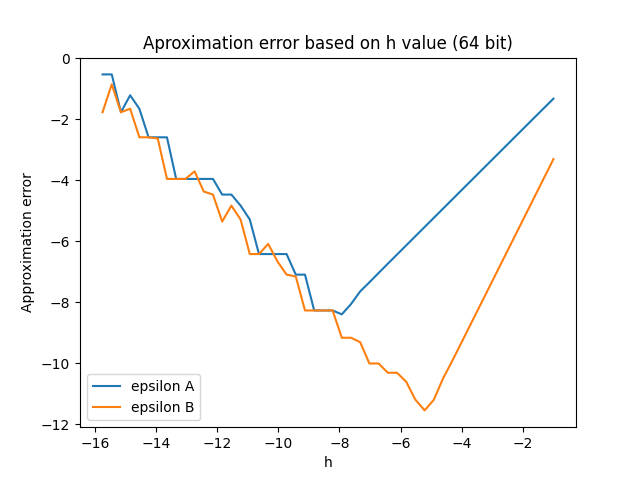 Aproximation error based on h value (64 bit)
0
−2
−4
−6
−8
−10
−12
Approximation error
epsilon A
epsilon B
−16 −14 −12 −10 −8 −6 −4 −2
h